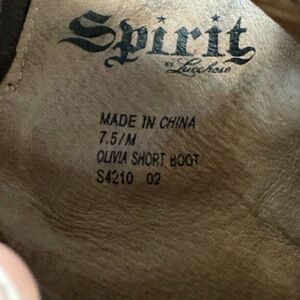 Spirit
BY Lucchese
MADE IN CHINA
7.5/M
OLIVIA SHORT BOOT
S4210 02